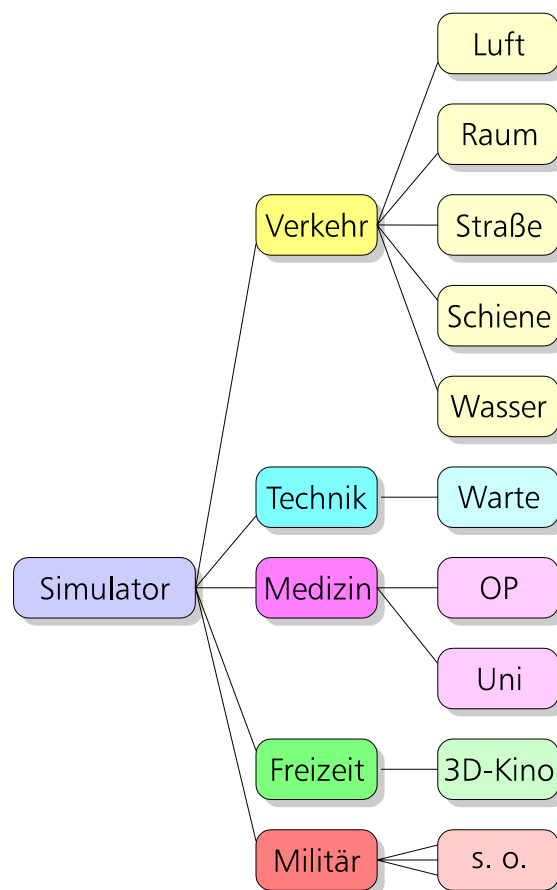 Simulator
Verkehr
Luft
Raum
Straße
Schiene
Wasser
Technik
Warte
Medizin
OP
Uni
Freizeit
3D-Kino
Militär
s. o.